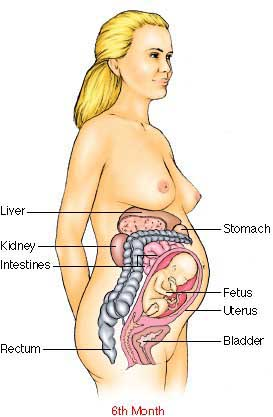 Liver
Stomach
Kidney
Intestines
Fetus
Uterus
Bladder
Rectum
6th Month